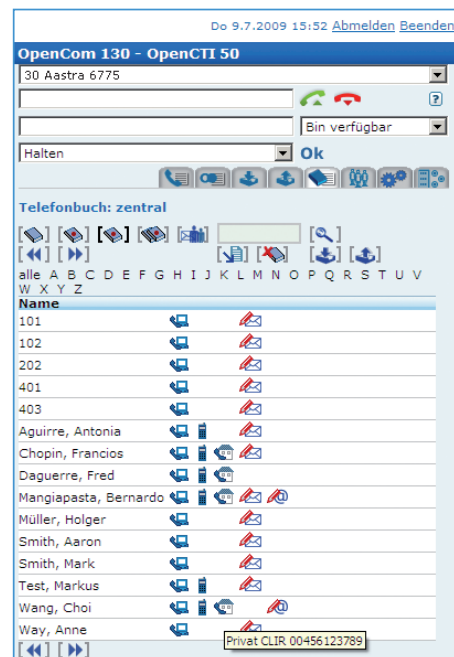 Do 9.7.2009 15:52 Abmelden Beenden
OpenCom 130 - OpenCTI 50
30 Aastra 6775
?
Bin verfügbar
Halten Ok
Telefonbuch: zentral
[ ] [ ] [ ] [ ] [ ] [ ]
[ ] [ ] [ ] [ ] [ ] [ ]
alle A B C D E F G H I J K L M N O P Q R S T U V
W X Y Z
Name
101
102
202
401
403
Aguirre, Antonia
Chopin, Francios
Daguerre, Fred
Mangiapasta, Bernardo
Müller, Holger
Smith, Aaron
Smith, Mark
Test, Markus
Wang, Choi
Way, Anne
Privat CLIR 00456123789
[ ] [ ]